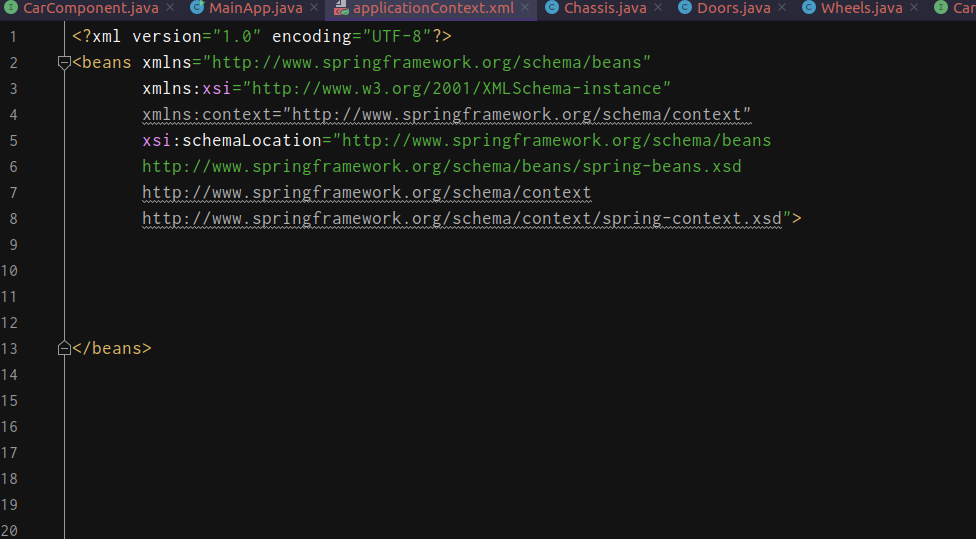 CarComponent.java MainApp.java applicationContext.xml Chassis.java Doors.java Wheels.java Car
1 <?xml version="1.0" encoding="UTF-8"?>
2 <beans xmlns="http://www.springframework.org/schema/beans"
3 xmlns:xsi="http://www.w3.org/2001/XMLSchema-instance"
4 xmlns:context="http://www.springframework.org/schema/context"
5 xsi:schemaLocation="http://www.springframework.org/schema/beans
6 http://www.springframework.org/schema/beans/spring-beans.xsd
7 http://www.springframework.org/schema/context
8 http://www.springframework.org/schema/context/spring-context.xsd">
9
10
11
12
13 </beans>
14
15
16
17
18
19
20